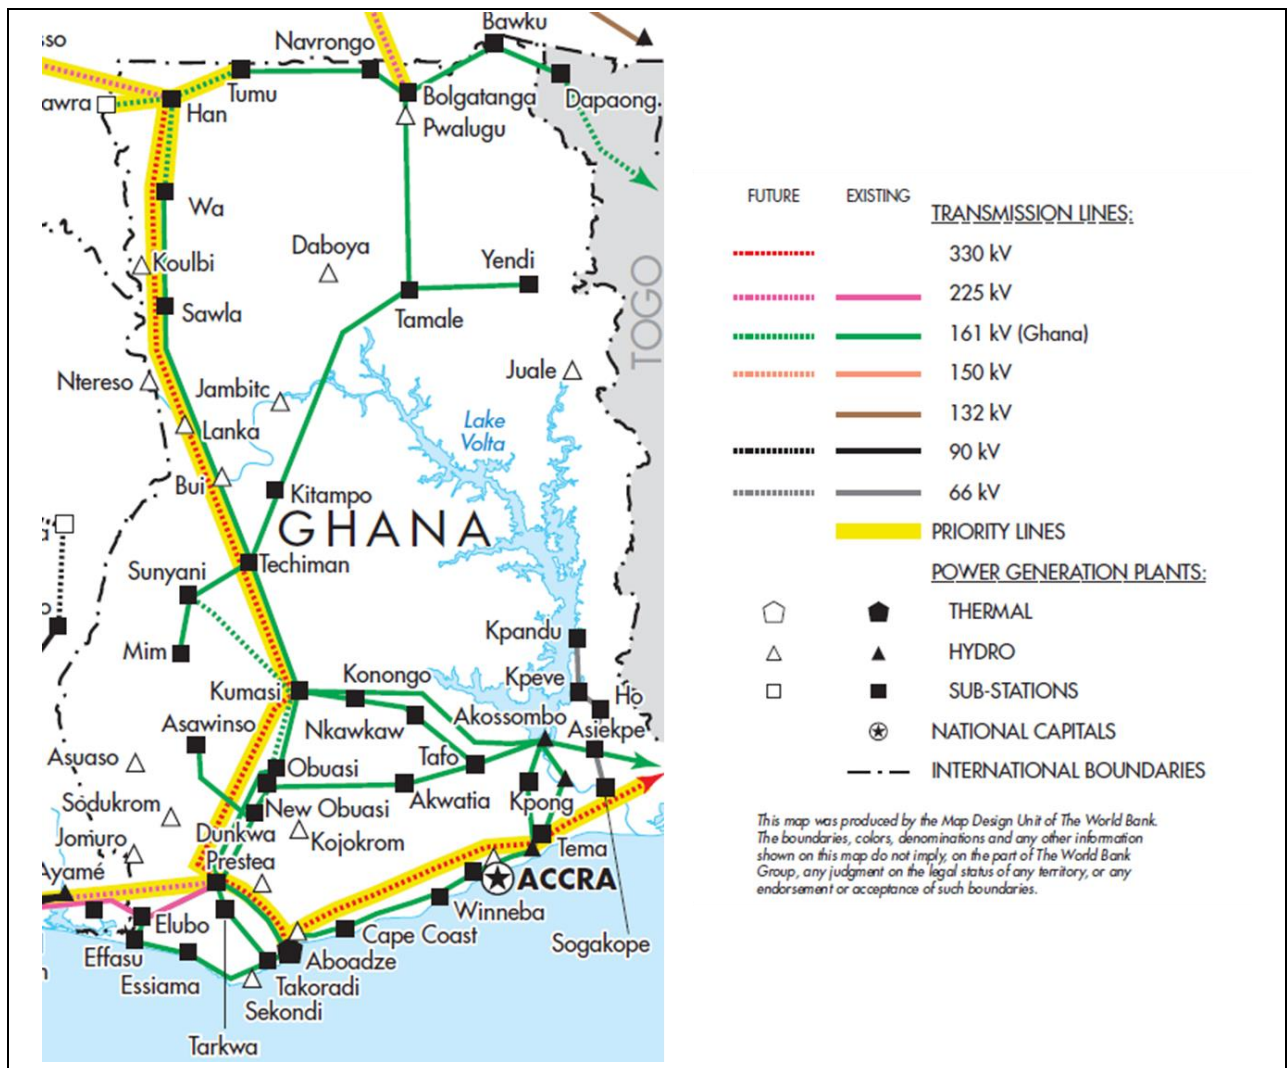 sso
Navrongo
Bawku
awra
Tumu
Han
Bolgatanga
Pwalugu
Dapaong
Wa
Koulbi
Daboya
Yendi
TOGO
Sawla
Tamale
Ntereso
Jambitc
Juale
Lanka
Lake
Volta
Bui
Kitampo
GHANA
Techiman
Sunyani
Mim
Kpandu
Kumasi
Konongo
Kpeve
Ho
Asawinso
Nkawkaw
Akossombo
Asiekpe
Asuaso
Obuasi
Tafo
Sodukrom
New Obuasi
Akwatia
Kpong
Jomuro
Dunkwa
Kojokrom
Prestea
Tema
Ayamé
ACCRA
Elubo
Winneba
Cape Coast
Sogakope
Effasu
Aboadze
Essiama
Takoradi
Sekondi
Tarkwa
FUTURE EXISTING
TRANSMISSION LINES:
330 kV
225 kV
161 kV (Ghana)
150 kV
132 kV
90 kV
66 kV
PRIORITY LINES
POWER GENERATION PLANTS:
THERMAL
HYDRO
SUB-STATIONS
NATIONAL CAPITALS
INTERNATIONAL BOUNDARIES
This map was produced by the Map Design Unit of The World Bank.
The boundaries, colors, denominations and any other information
shown on this map do not imply, on the part of The World Bank
Group, any judgment on the legal status of any territory, or any
endorsement or acceptance of such boundaries.